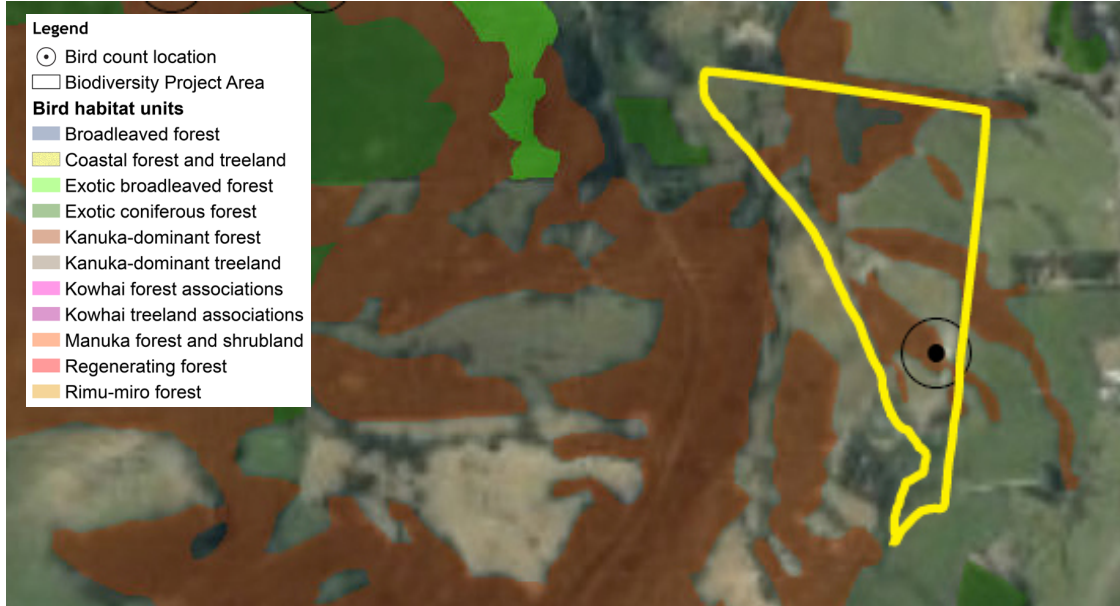 Legend
Bird count location
Biodiversity Project Area
Bird habitat units
Broadleaved forest
Coastal forest and treeland
Exotic broadleaved forest
Exotic coniferous forest
Kanuka-dominant forest
Kanuka-dominant treeland
Kowhai forest associations
Kowhai treeland associations
Manuka forest and shrubland
Regenerating forest
Rimu-miro forest